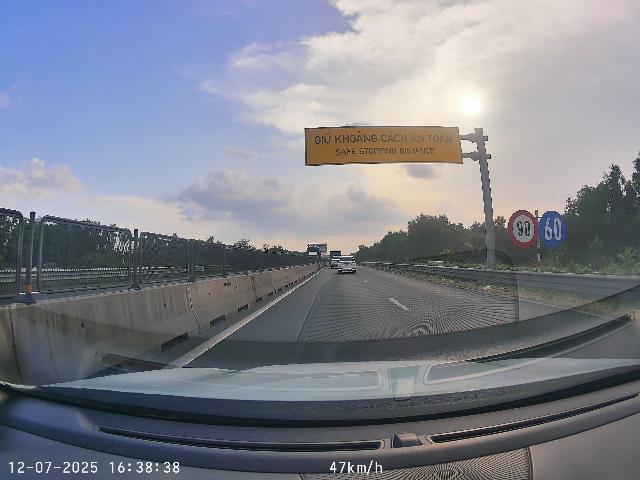 GIỮ KHOẢNG CÁCH AN TOÀN
SAFE STOPPING DISTANCE
90
60
12-07-2025 16:38:38
47km/h